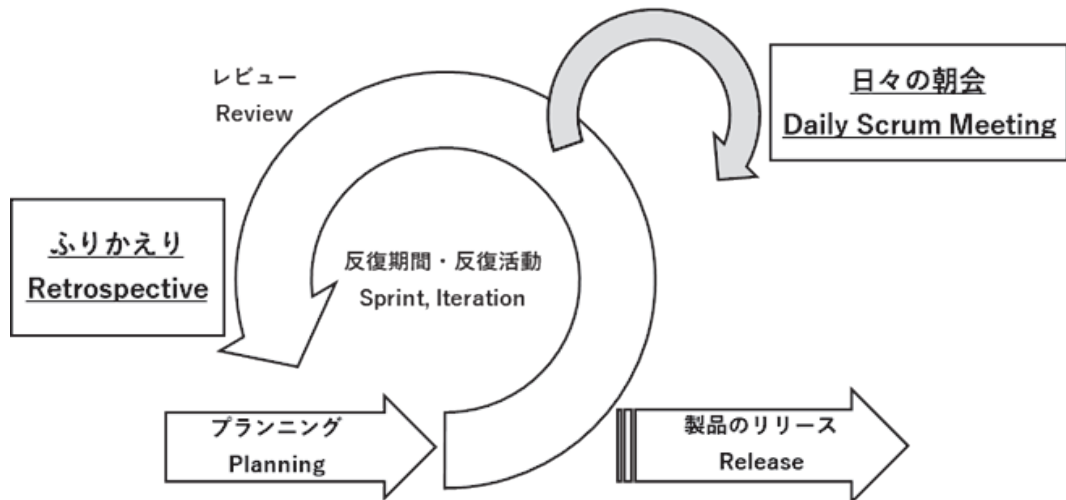 レビュー
Review
日々の朝会
Daily Scrum Meeting
ふりかえり
Retrospective
反復期間・反復活動
Sprint, Iteration
プランニング
Planning
製品のリリース
Release